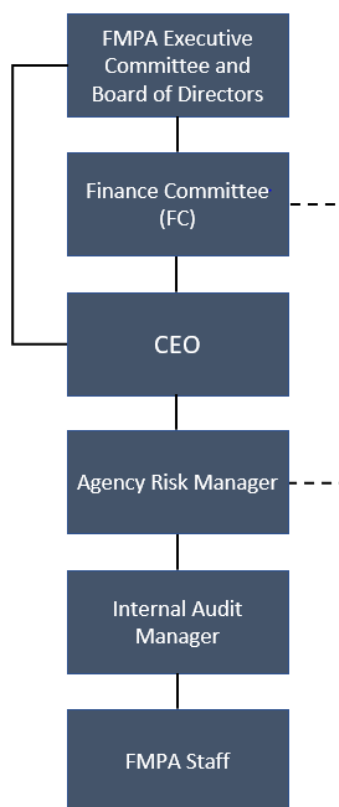 FMPA Executive
Committee and
Board of Directors
Finance Committee
(FC)
CEO
Agency Risk Manager
Internal Audit
Manager
FMPA Staff